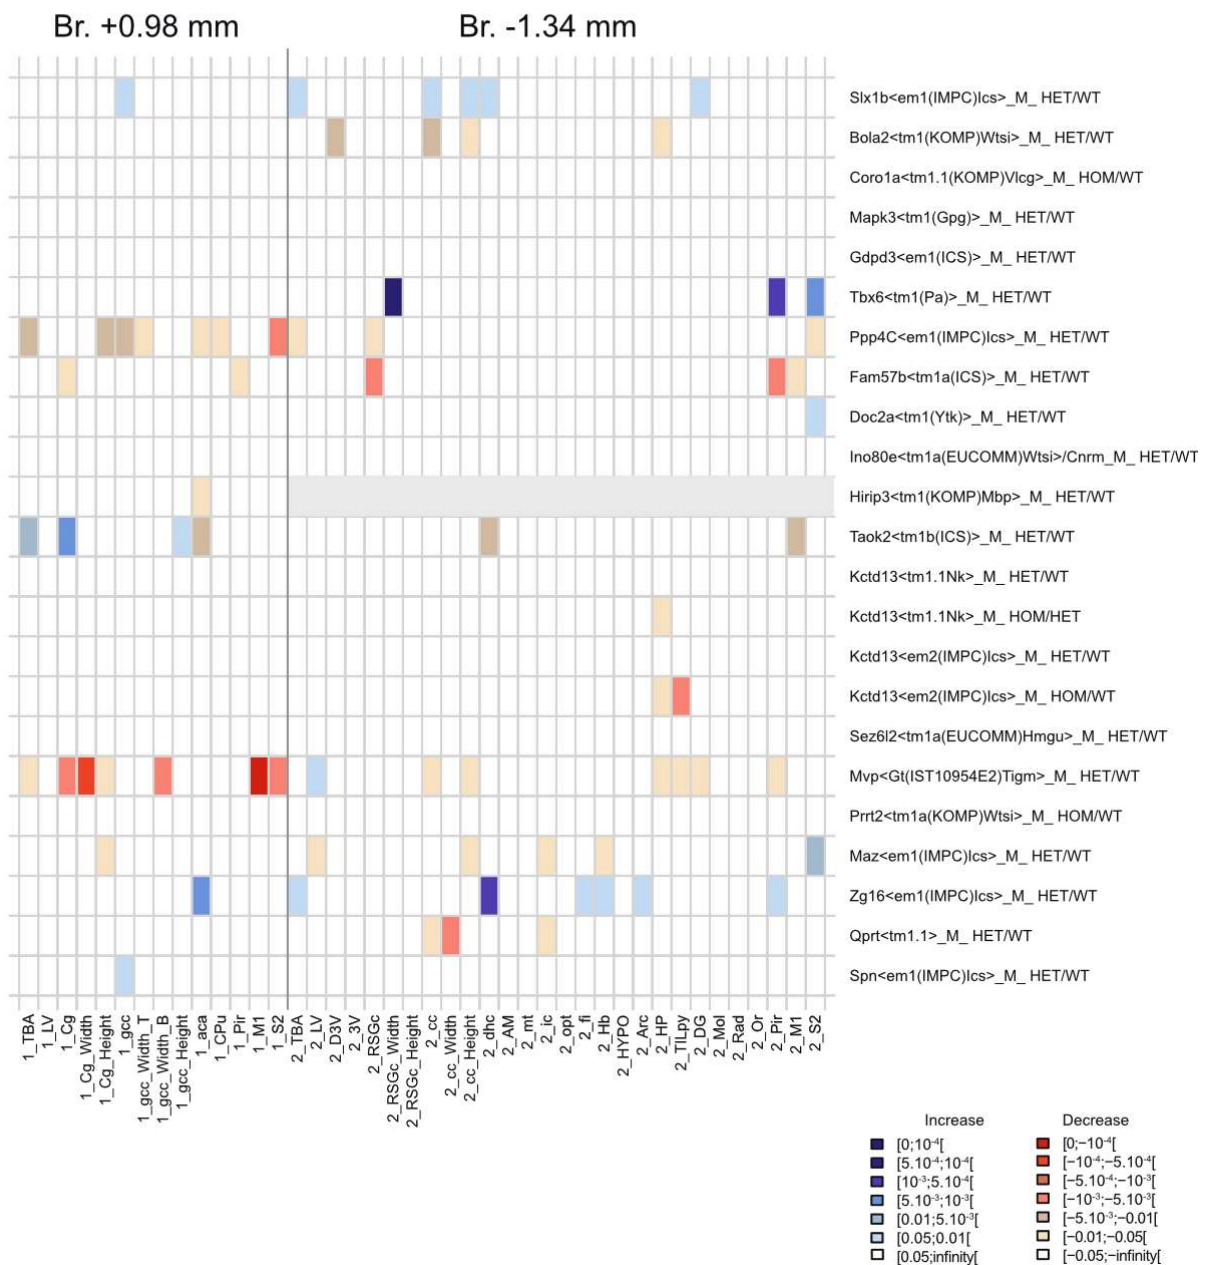 Br. +0.98 mm
Br. -1.34 mm
Slx1b<em1(IMPC)Ics>_M_ HET/WT
Bola2<tm1(KOMP)Wtsi>_M_ HET/WT
Coro1a<tm1.1(KOMP)Vlcg>_M_ HOM/WT
Mapk3<tm1(Gpg)>_M_ HET/WT
Gdpd3<em1(ICS)>_M_ HET/WT
Tbx6<tm1(Pa)>_M_ HET/WT
Ppp4C<em1(IMPC)Ics>_M_ HET/WT
Fam57b<tm1a(ICS)>_M_ HET/WT
Doc2a<tm1(Ytk)>_M_ HET/WT
Ino80e<tm1a(EUCOMM)Wtsi>/Cnrm_M_ HET/WT
Hirip3<tm1(KOMP)Mbp>_M_ HET/WT
Taok2<tm1b(ICS)>_M_ HET/WT
Kctd13<tm1.1Nk>_M_ HET/WT
Kctd13<tm1.1Nk>_M_ HOM/HET
Kctd13<em2(IMPC)Ics>_M_ HET/WT
Kctd13<em2(IMPC)Ics>_M_ HOM/WT
Sez6l2<tm1a(EUCOMM)Hmgu>_M_ HET/WT
Mvp<Gt(IST10954E2)Tigm>_M_ HET/WT
Prrt2<tm1a(KOMP)Wtsi>_M_ HOM/WT
Maz<em1(IMPC)Ics>_M_ HET/WT
Zg16<em1(IMPC)Ics>_M_ HET/WT
Qprt<tm1.1>_M_ HET/WT
Spn<em1(IMPC)Ics>_M_ HET/WT
1_TBA
1_LV
1_Cg
1_Cg_Width
1_Cg_Height
1_gcc
1_gcc_Width_T
1_gcc_Width_B
1_gcc_Height
1_aca
1_CPu
1_Pir
1_M1
1_S2
2_TBA
2_LV
2_D3V
2_3V
2_RSGc
2_RSGc_Width
2_RSGc_Height
2_cc
2_cc_Width
2_cc_Height
2_dhc
2_AM
2_mt
2_ic
2_opt
2_fi
2_Hb
2_HYPO
2_Arc
2_HP
2_TILpy
2_DG
2_Mol
2_Rad
2_Or
2_Pir
2_M1
2_S2
Increase
[0;10⁻⁴[
[5.10⁻⁴;10⁻⁴[
[10⁻³;5.10⁻⁴[
[5.10⁻³;10⁻³[
[0.01;5.10⁻³[
[0.05;0.01[
[0.05;infinity[
Decrease
[0;−10⁻⁴[
[−10⁻⁴;−5.10⁻⁴[
[−5.10⁻⁴;−10⁻³[
[−10⁻³;−5.10⁻³[
[−5.10⁻³;−0.01[
[−0.01;−0.05[
[−0.05;−infinity[